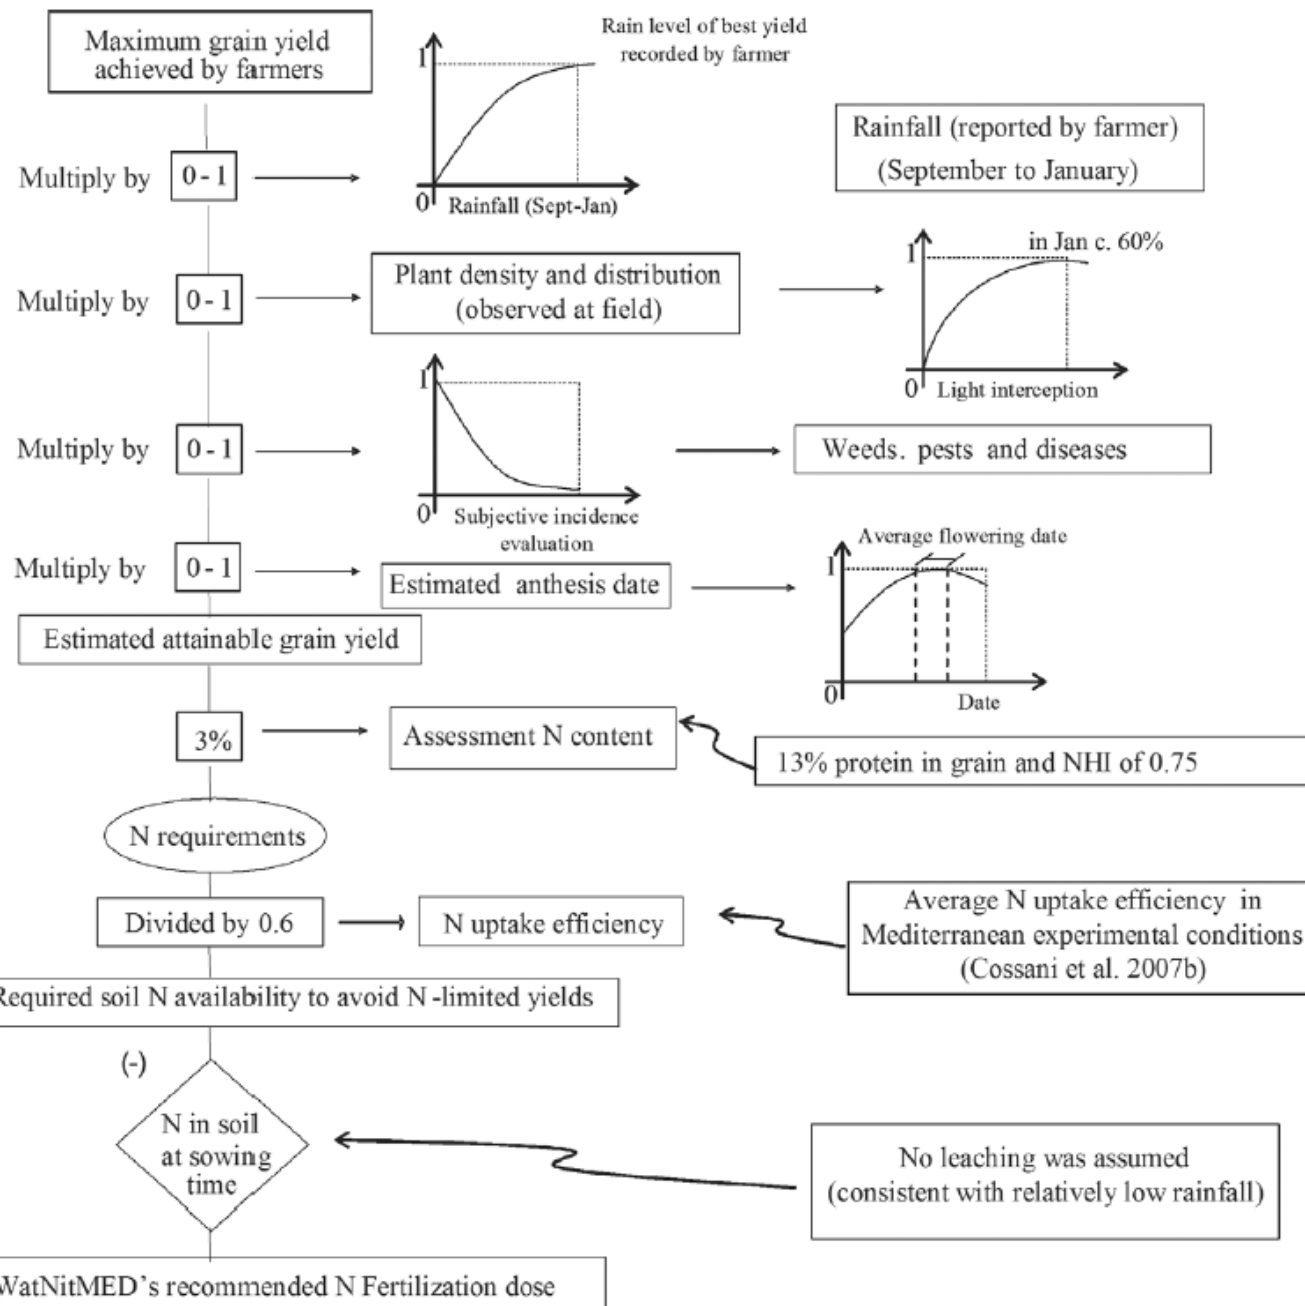 Maximum grain yield
achieved by farmers
Rain level of best yield
recorded by farmer
1
0
Rainfall (Sept-Jan)
Rainfall (reported by farmer)
(September to January)
Multiply by
0 - 1
Multiply by
0 - 1
Plant density and distribution
(observed at field)
in Jan c. 60%
1
0
Light interception
Multiply by
0 - 1
1
0
Subjective incidence
evaluation
Weeds. pests and diseases
Multiply by
0 - 1
Estimated anthesis date
Average flowering date
1
0
Date
Estimated attainable grain yield
3%
Assessment N content
13% protein in grain and NHI of 0.75
N requirements
Divided by 0.6
N uptake efficiency
Average N uptake efficiency in
Mediterranean experimental conditions
(Cossani et al. 2007b)
Required soil N availability to avoid N -limited yields
(-)
N in soil
at sowing
time
No leaching was assumed
(consistent with relatively low rainfall)
WatNitMED's recommended N Fertilization dose